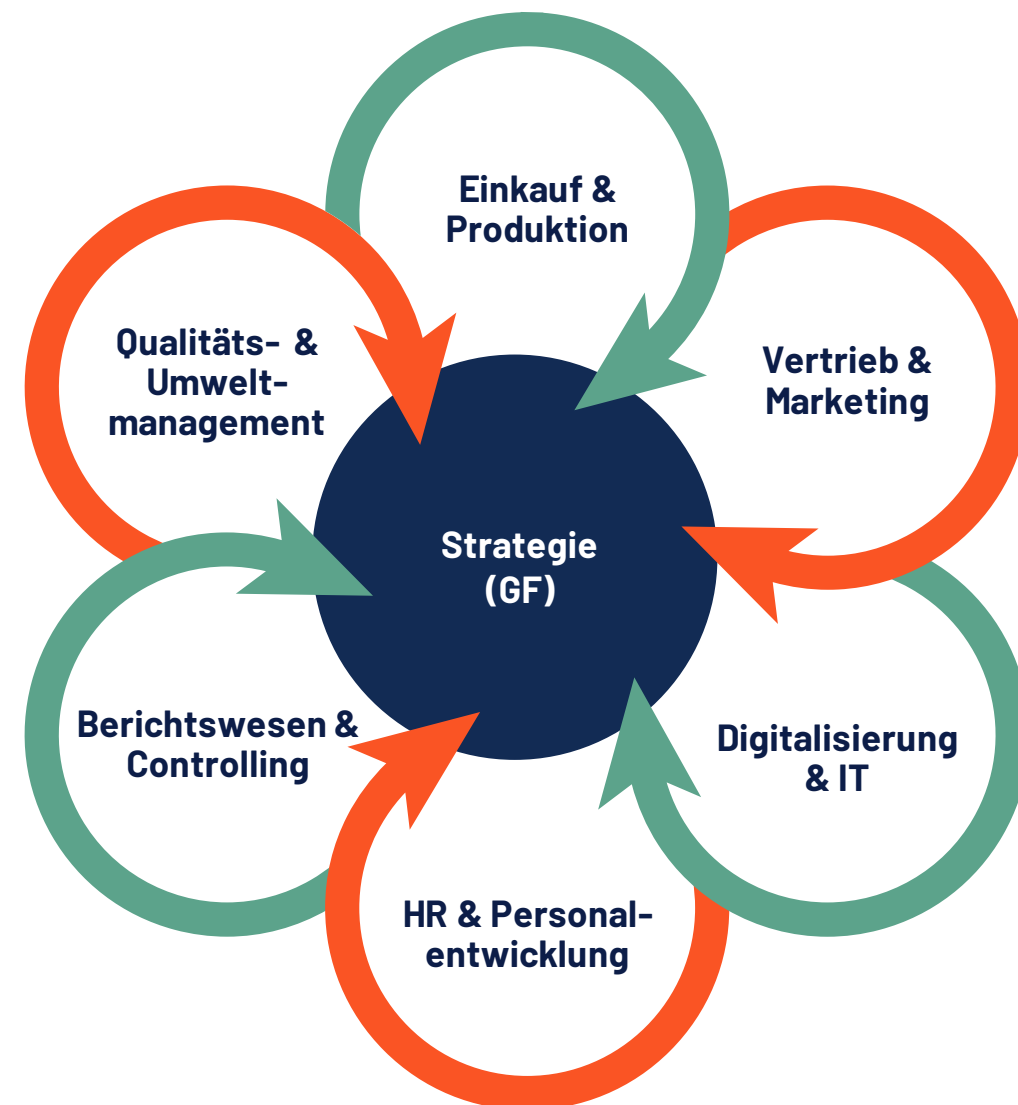 Einkauf &
Produktion
Vertrieb &
Marketing
Digitalisierung
& IT
HR & Personal-
entwicklung
Berichtswesen &
Controlling
Qualitäts- &
Umwelt-
management
Strategie
(GF)